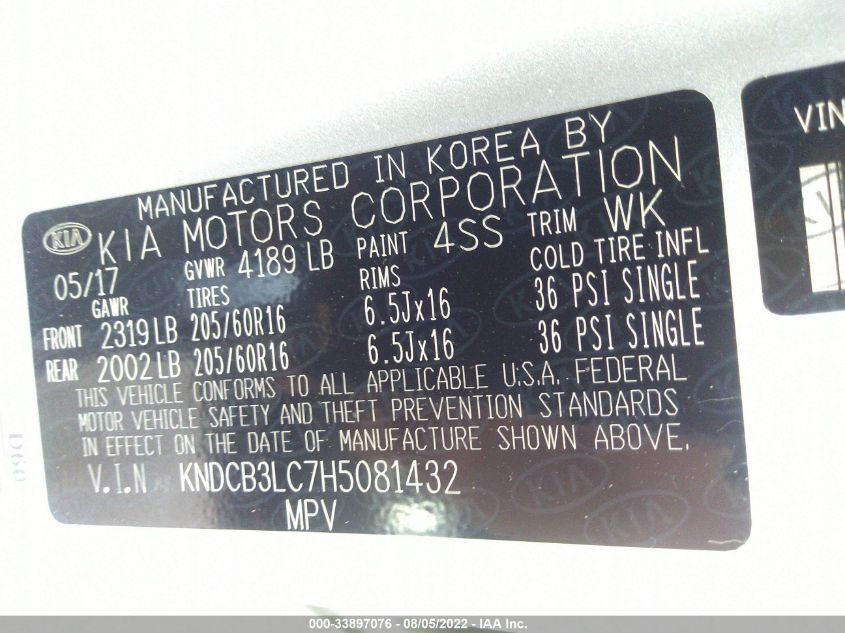 MANUFACTURED IN KOREA BY
KIA KIA MOTORS CORPORATION
05/17 GVWR 4189 LB PAINT 4SS TRIM WK
GAWR TIRES RIMS COLD TIRE INFL
FRONT 2319 LB 205/60R16 6.5Jx16 36 PSI SINGLE
REAR 2002 LB 205/60R16 6.5Jx16 36 PSI SINGLE
THIS VEHICLE CONFORMS TO ALL APPLICABLE U.S.A. FEDERAL
MOTOR VEHICLE SAFETY AND THEFT PREVENTION STANDARDS
IN EFFECT ON THE DATE OF MANUFACTURE SHOWN ABOVE.
V.I.N KNDCB3LC7H5081432
MPV
VIN
D60
000-33897076 - 08/05/2022 - IAA Inc.